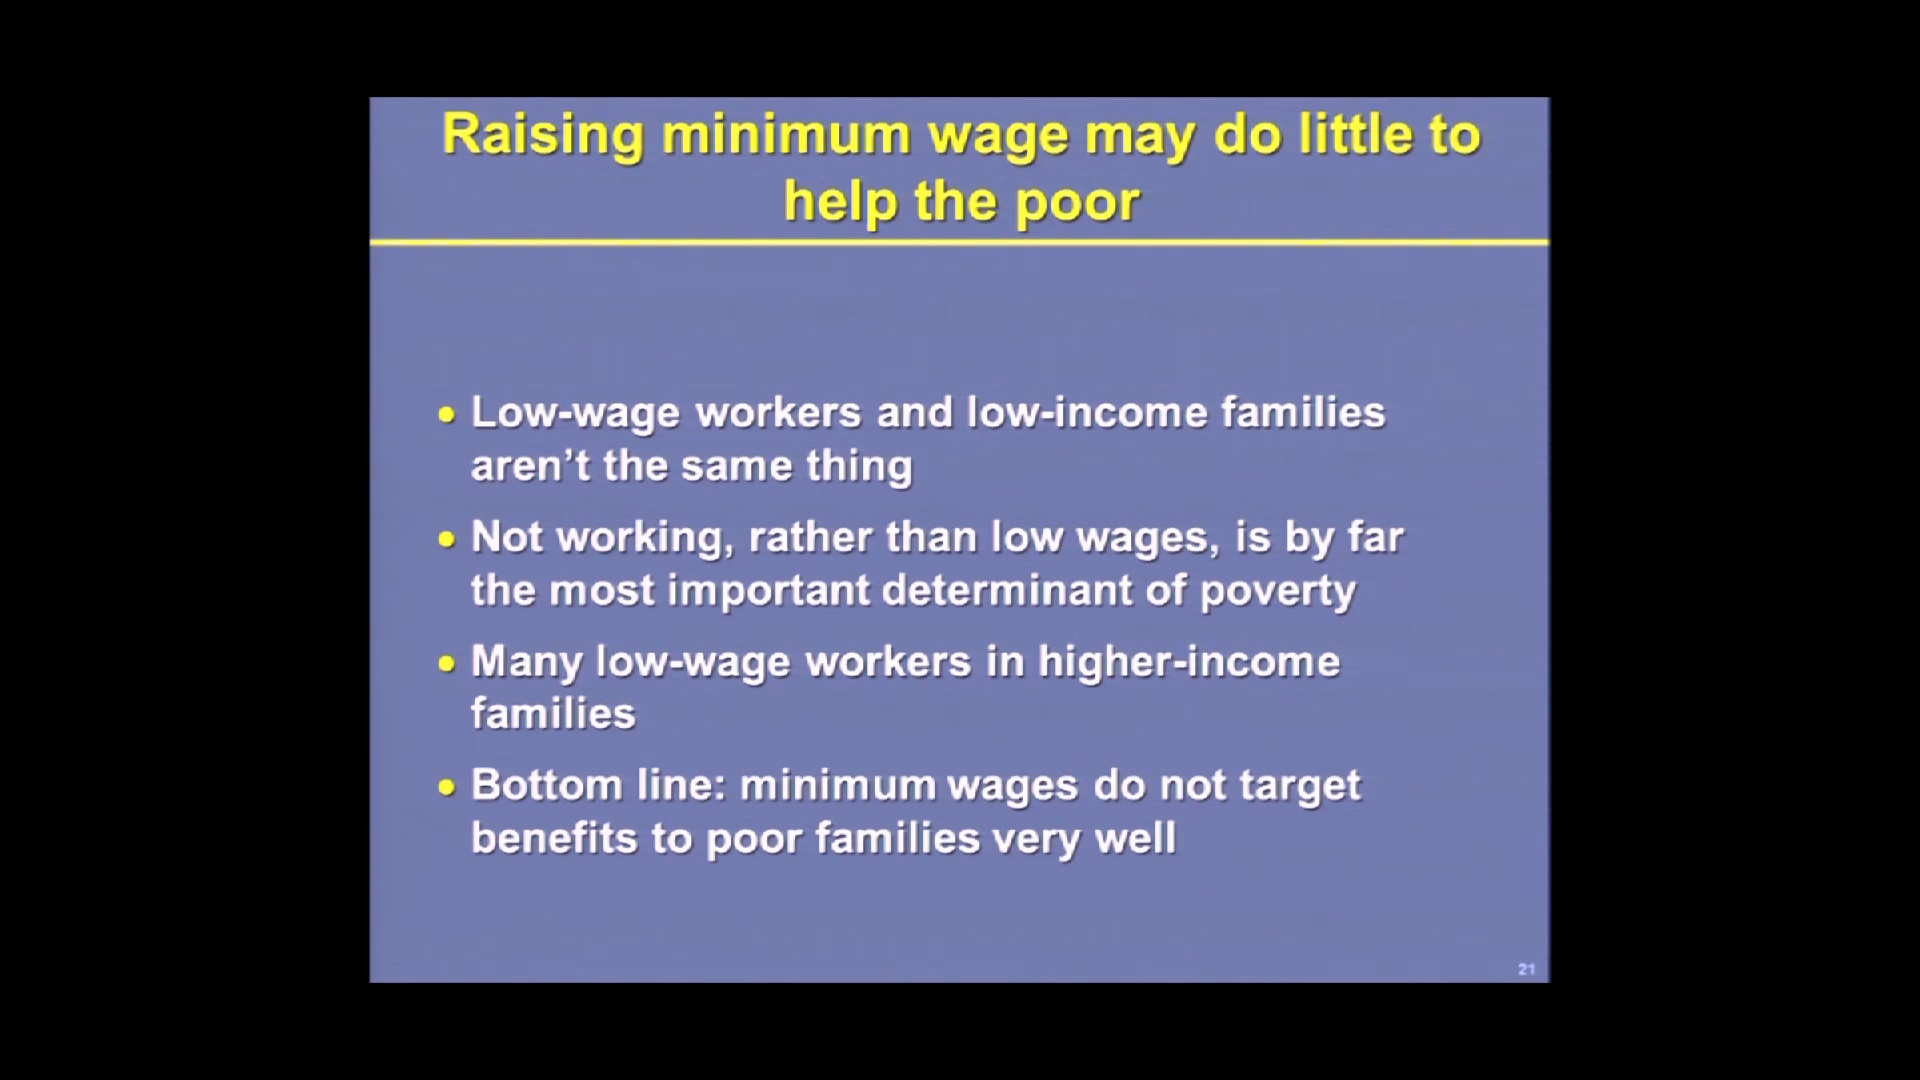 Raising minimum wage may do little to
help the poor
• Low-wage workers and low-income families
aren’t the same thing
• Not working, rather than low wages, is by far
the most important determinant of poverty
• Many low-wage workers in higher-income
families
• Bottom line: minimum wages do not target
benefits to poor families very well
21